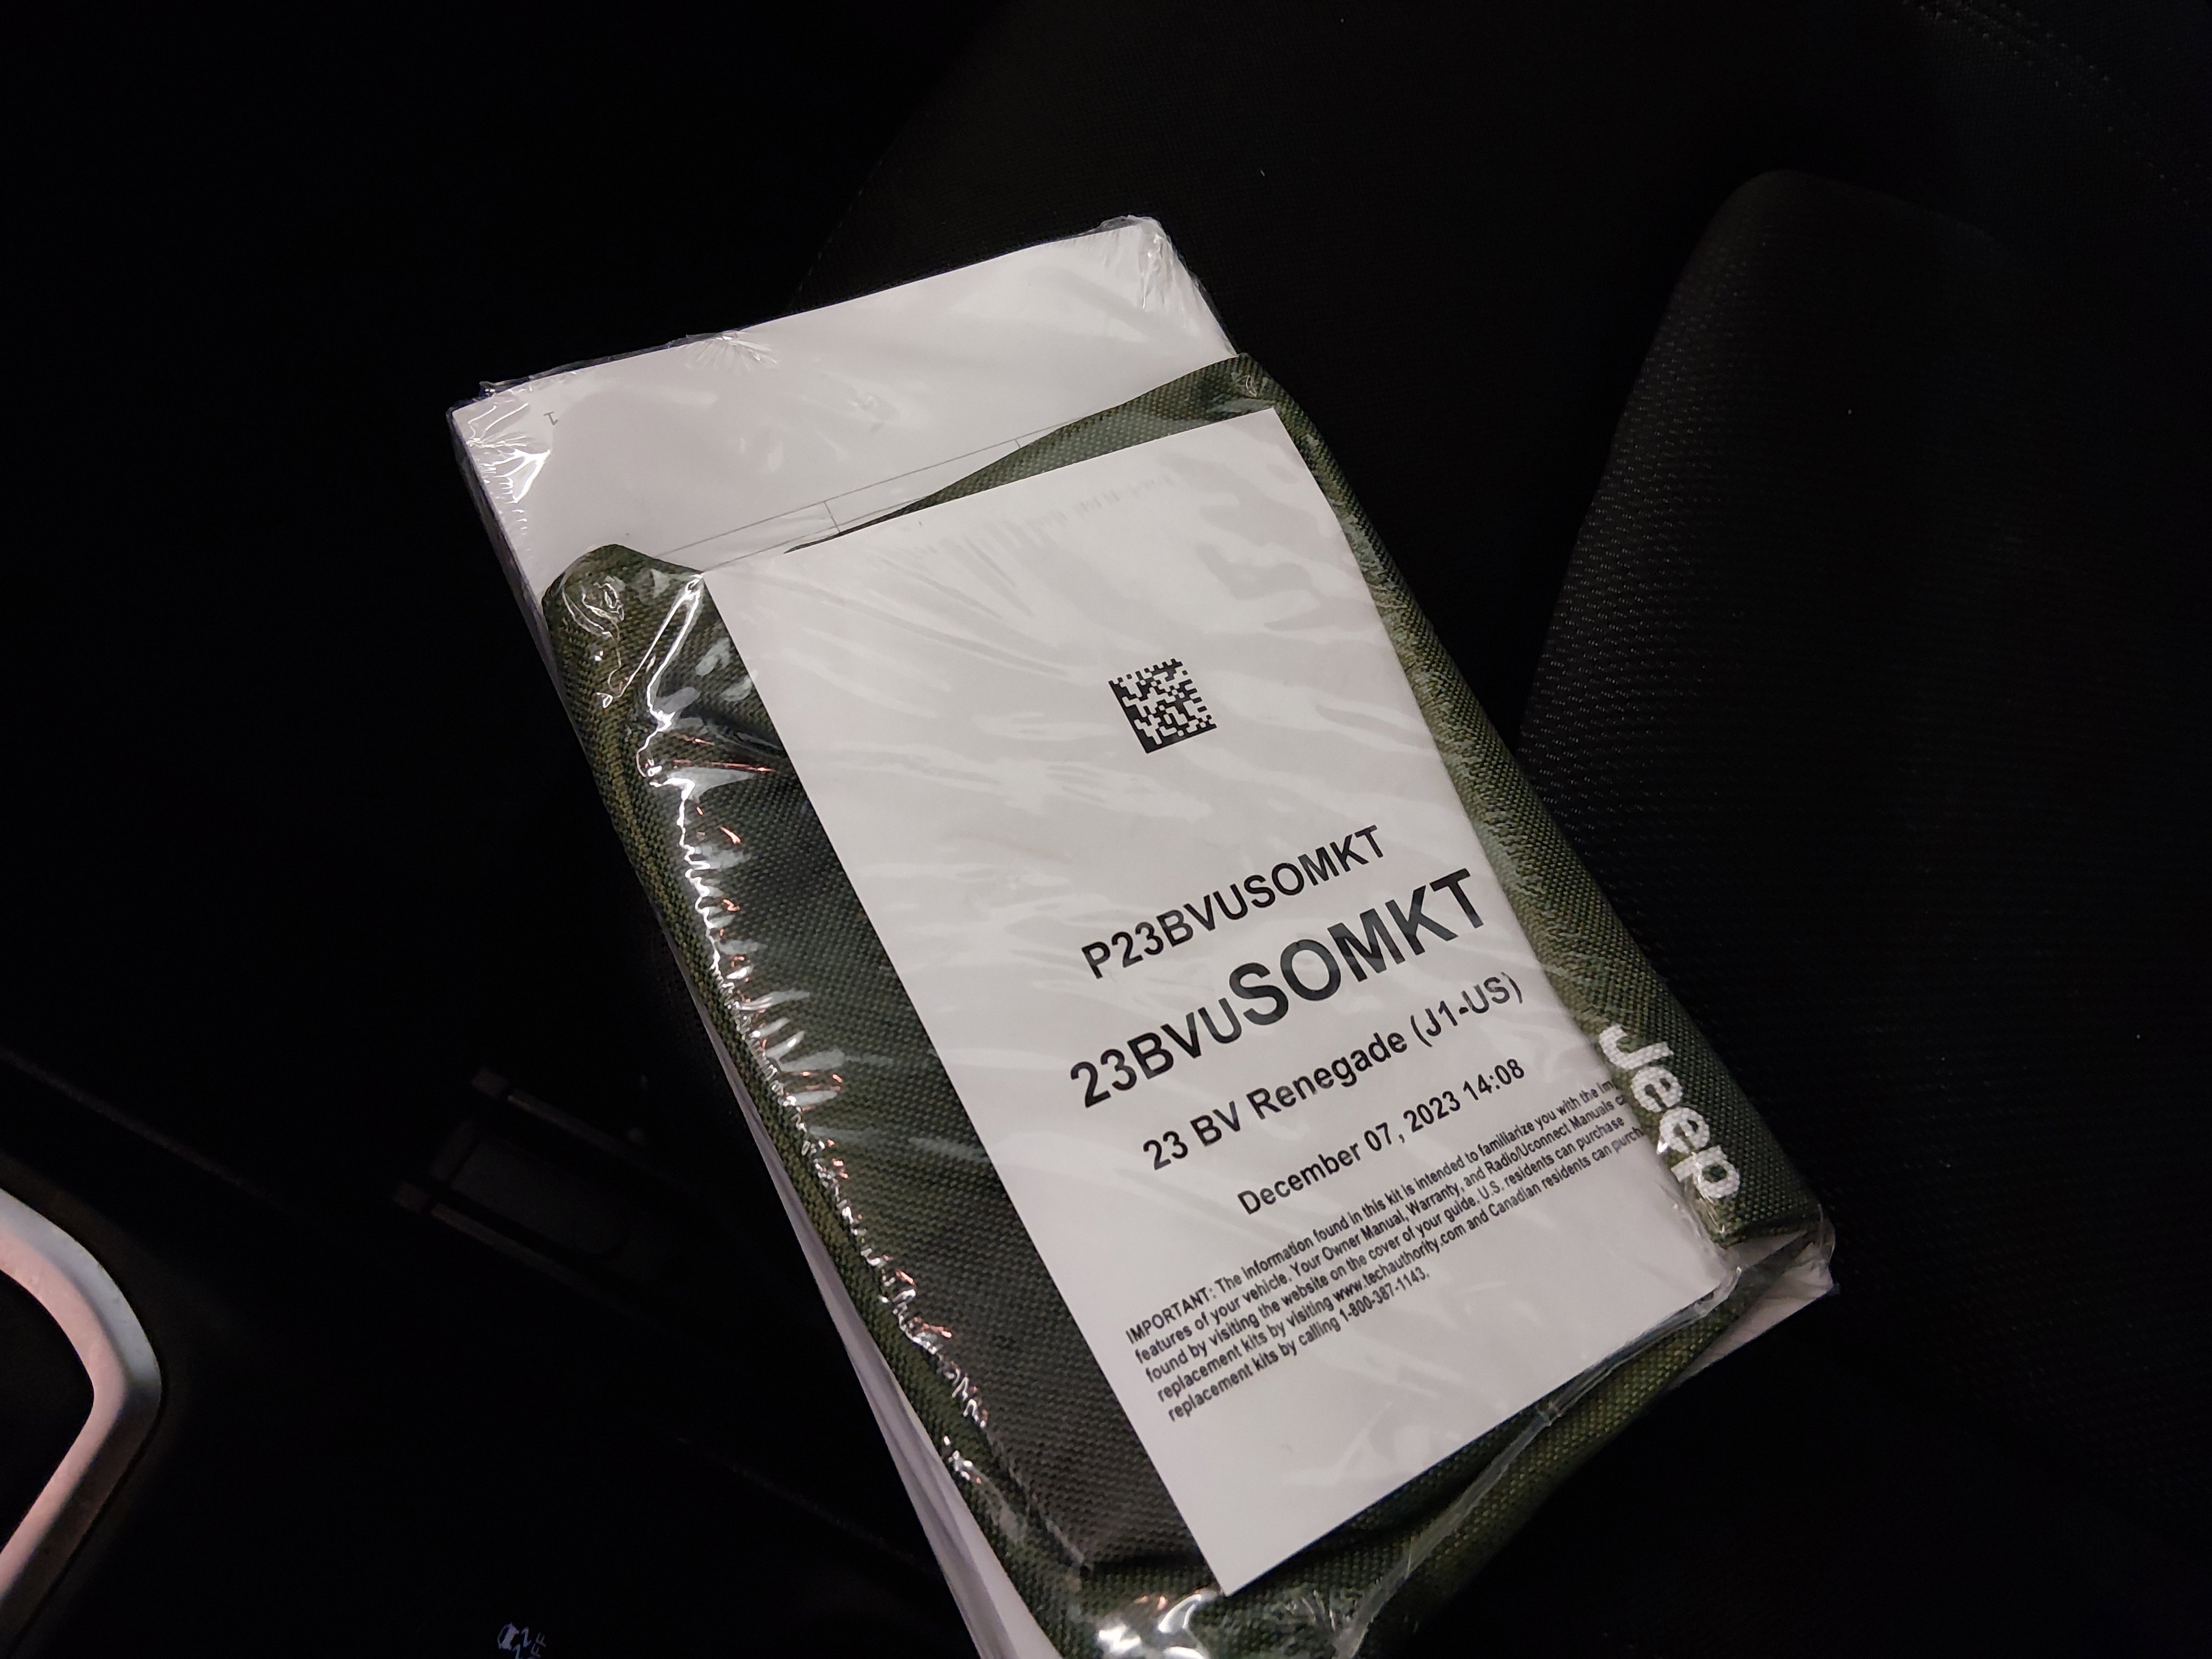 1
P23BVUSOMKT
23BVUSOMKT
23 BV Renegade (J1-US)
December 07, 2023 14:08
IMPORTANT: The information found in this kit is intended to familiarize you with the
features of your vehicle. Your Owner Manual, Warranty, and Radio/Uconnect Manuals
found by visiting the website on the cover of your guide. U.S. residents can purchase
replacement kits by visiting www.techauthority.com and Canadian residents can
replacement kits by calling 1-800-387-1143.
Jeep